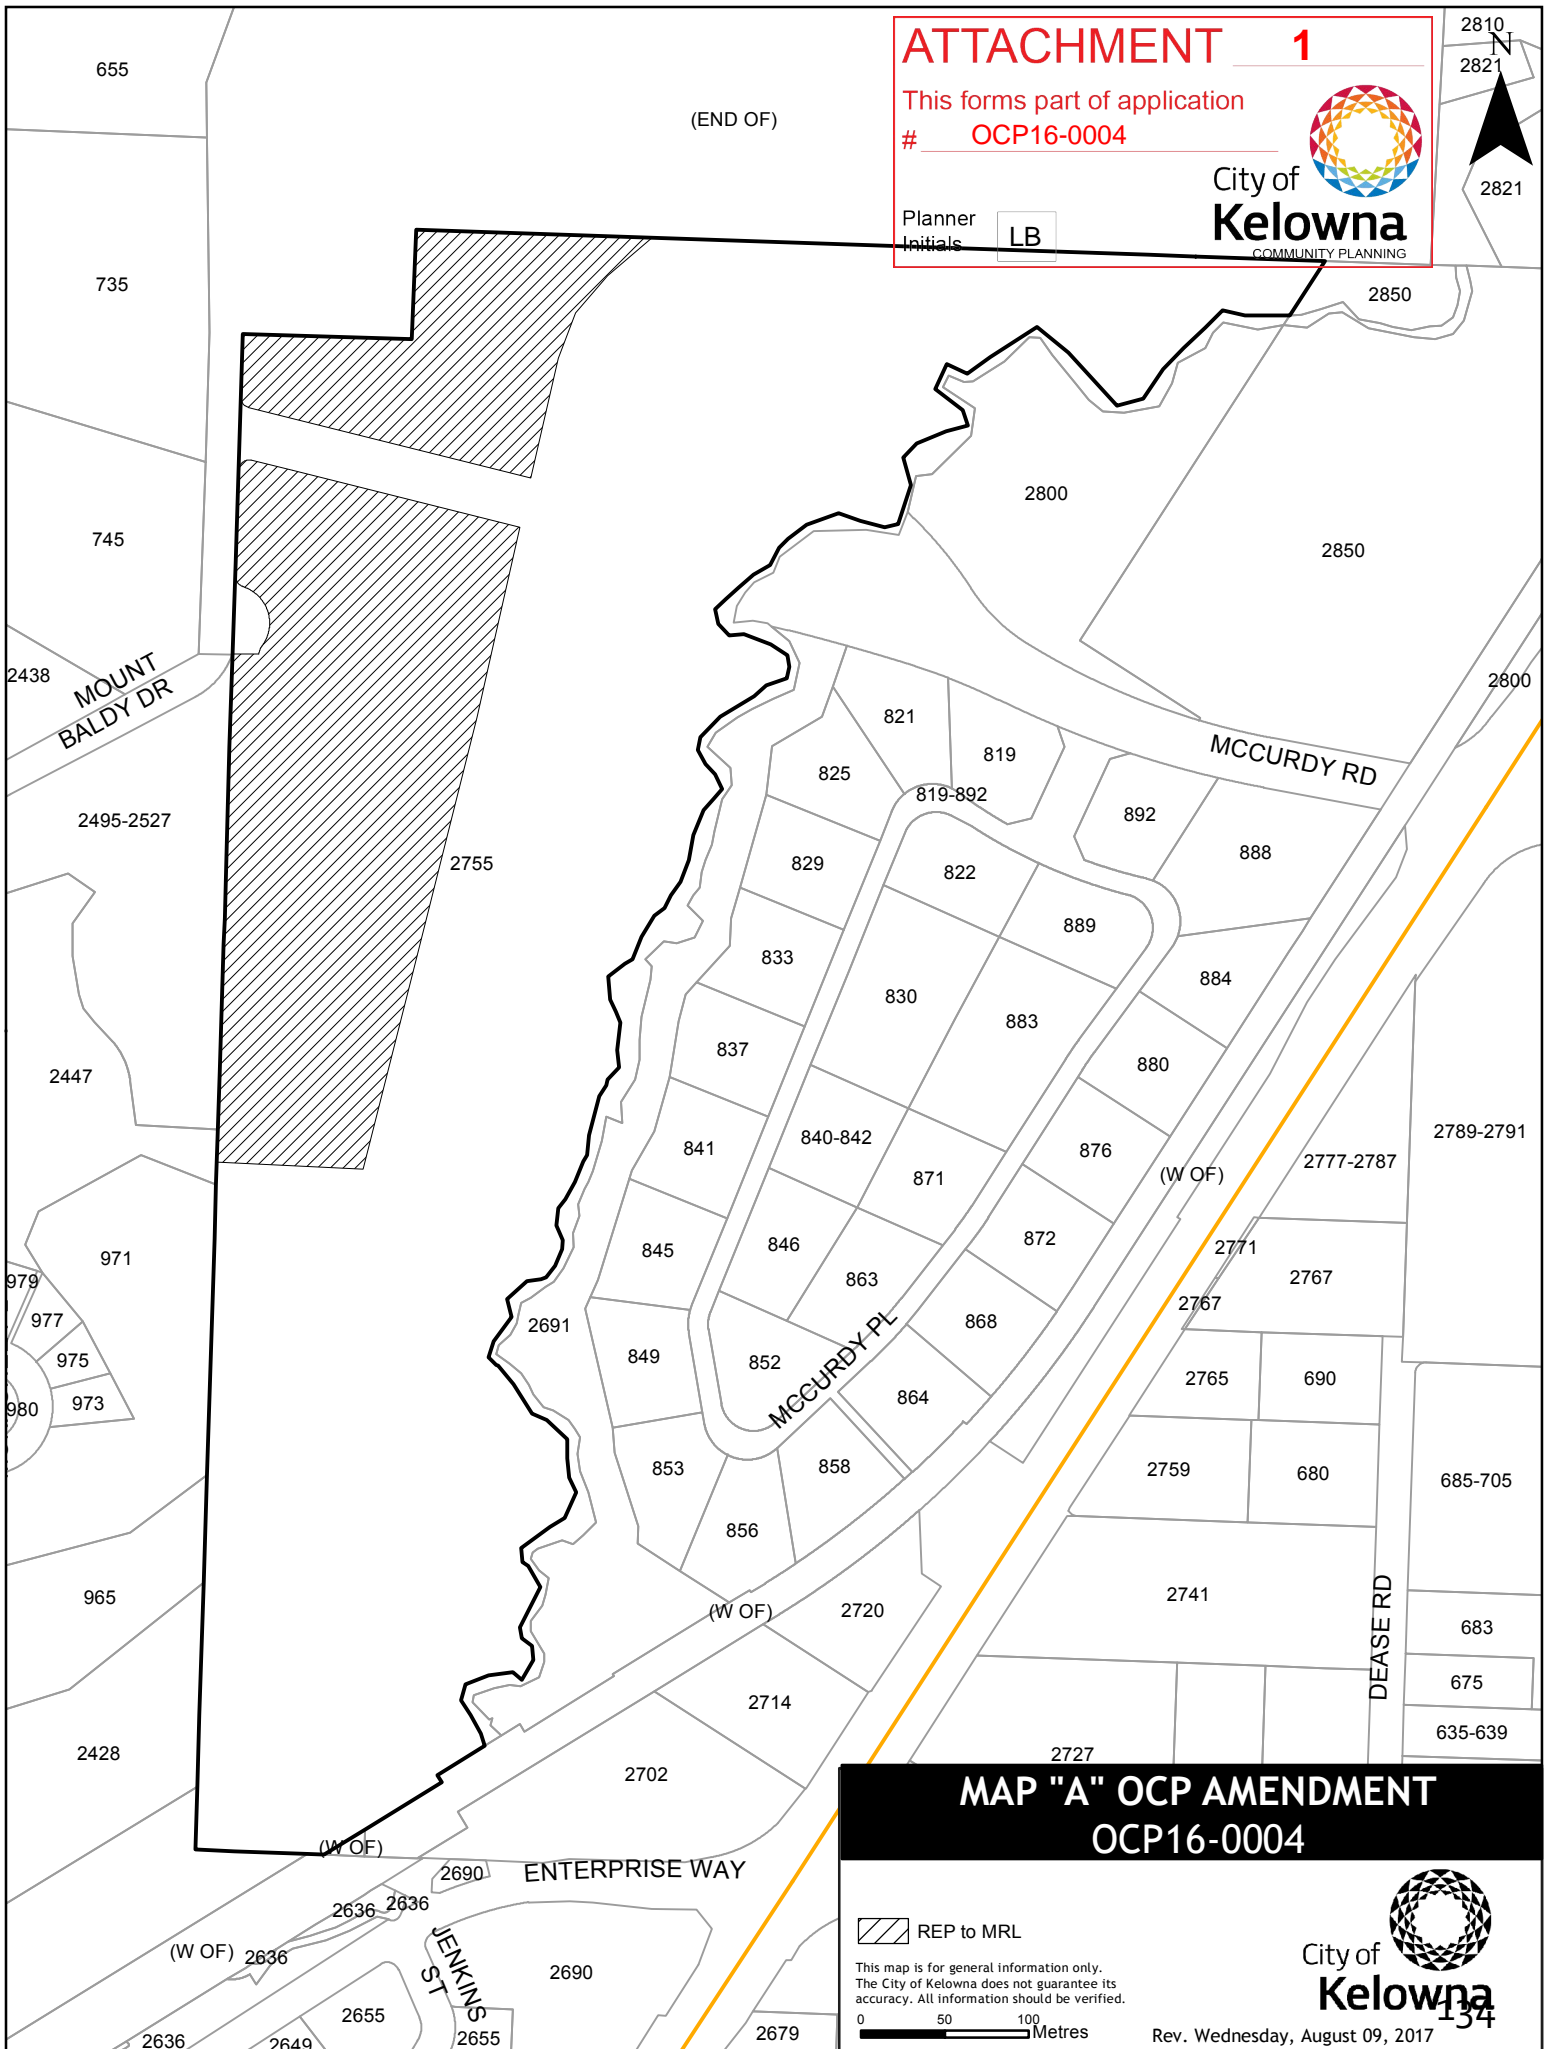 655
(END OF)
ATTACHMENT 1
This forms part of application
# OCP16-0004
City of
Kelowna
COMMUNITY PLANNING
Planner
Initials
LB
2810
N
2821
2821
735
2850
745
2800
2850
2438
MOUNT
BALDY DR
2800
821
819
825
MCCURDY RD
819-892
892
2495-2527
2755
829
822
888
889
833
830
884
883
837
880
2447
841
840-842
871
876
2789-2791
2777-2787
(W OF)
971
845
846
872
2771
979
863
2767
977
2691
2767
868
975
849
852
MCCURDY PL
864
2765
690
980
973
853
858
2759
680
685-705
856
965
(W OF)
2720
2741
683
DEASE RD
675
2714
635-639
2428
2702
2727
(W OF)
2690
ENTERPRISE WAY
2636
2636
(W OF)
2636
JENKINS
ST
2690
2655
2655
2636
2649
2679
MAP "A" OCP AMENDMENT
OCP16-0004
REP to MRL
This map is for general information only.
The City of Kelowna does not guarantee its
accuracy. All information should be verified.
0 50 100
Metres
City of
Kelowna
134
Rev. Wednesday, August 09, 2017